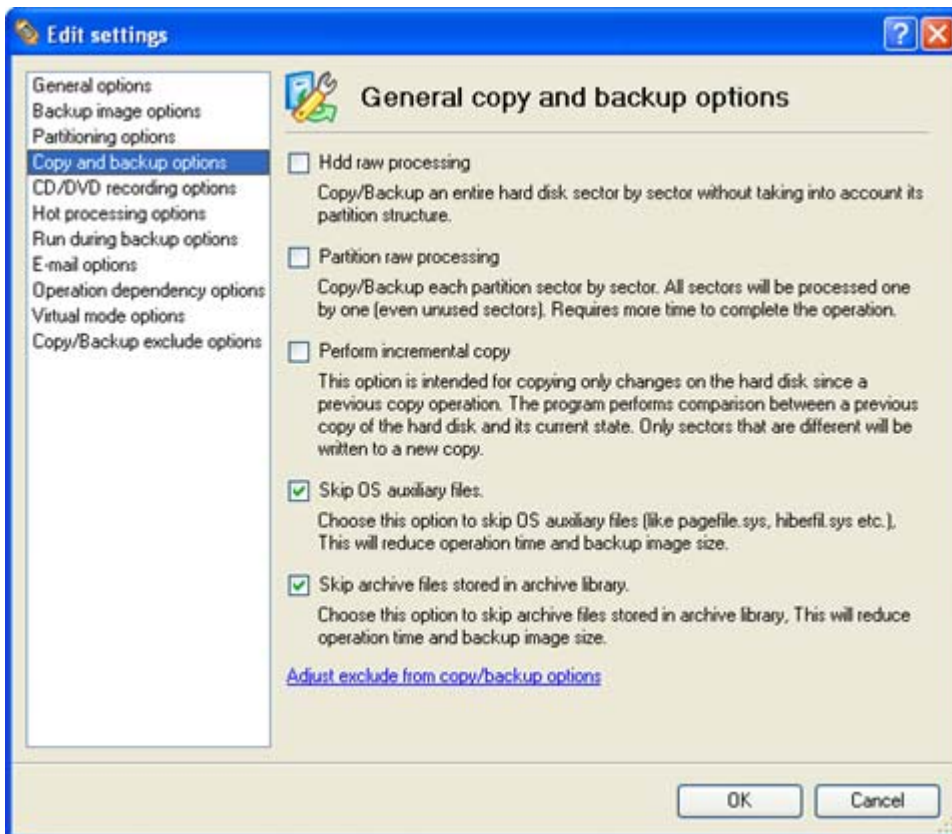 Edit settings
General options
Backup image options
Partitioning options
Copy and backup options
CD/DVD recording options
Hot processing options
Run during backup options
E-mail options
Operation dependency options
Virtual mode options
Copy/Backup exclude options
General copy and backup options
Hdd raw processing
Copy/Backup an entire hard disk sector by sector without taking into account its
partition structure.
Partition raw processing
Copy/Backup each partition sector by sector. All sectors will be processed one
by one (even unused sectors). Requires more time to complete the operation.
Perform incremental copy
This option is intended for copying only changes on the hard disk since a
previous copy operation. The program performs comparison between a previous
copy of the hard disk and its current state. Only sectors that are different will be
written to a new copy.
Skip OS auxiliary files.
Choose this option to skip OS auxiliary files (like pagefile.sys, hiberfil.sys etc.),
This will reduce operation time and backup image size.
Skip archive files stored in archive library.
Choose this option to skip archive files stored in archive library, This will reduce
operation time and backup image size.
Adjust exclude from copy/backup options
OK
Cancel